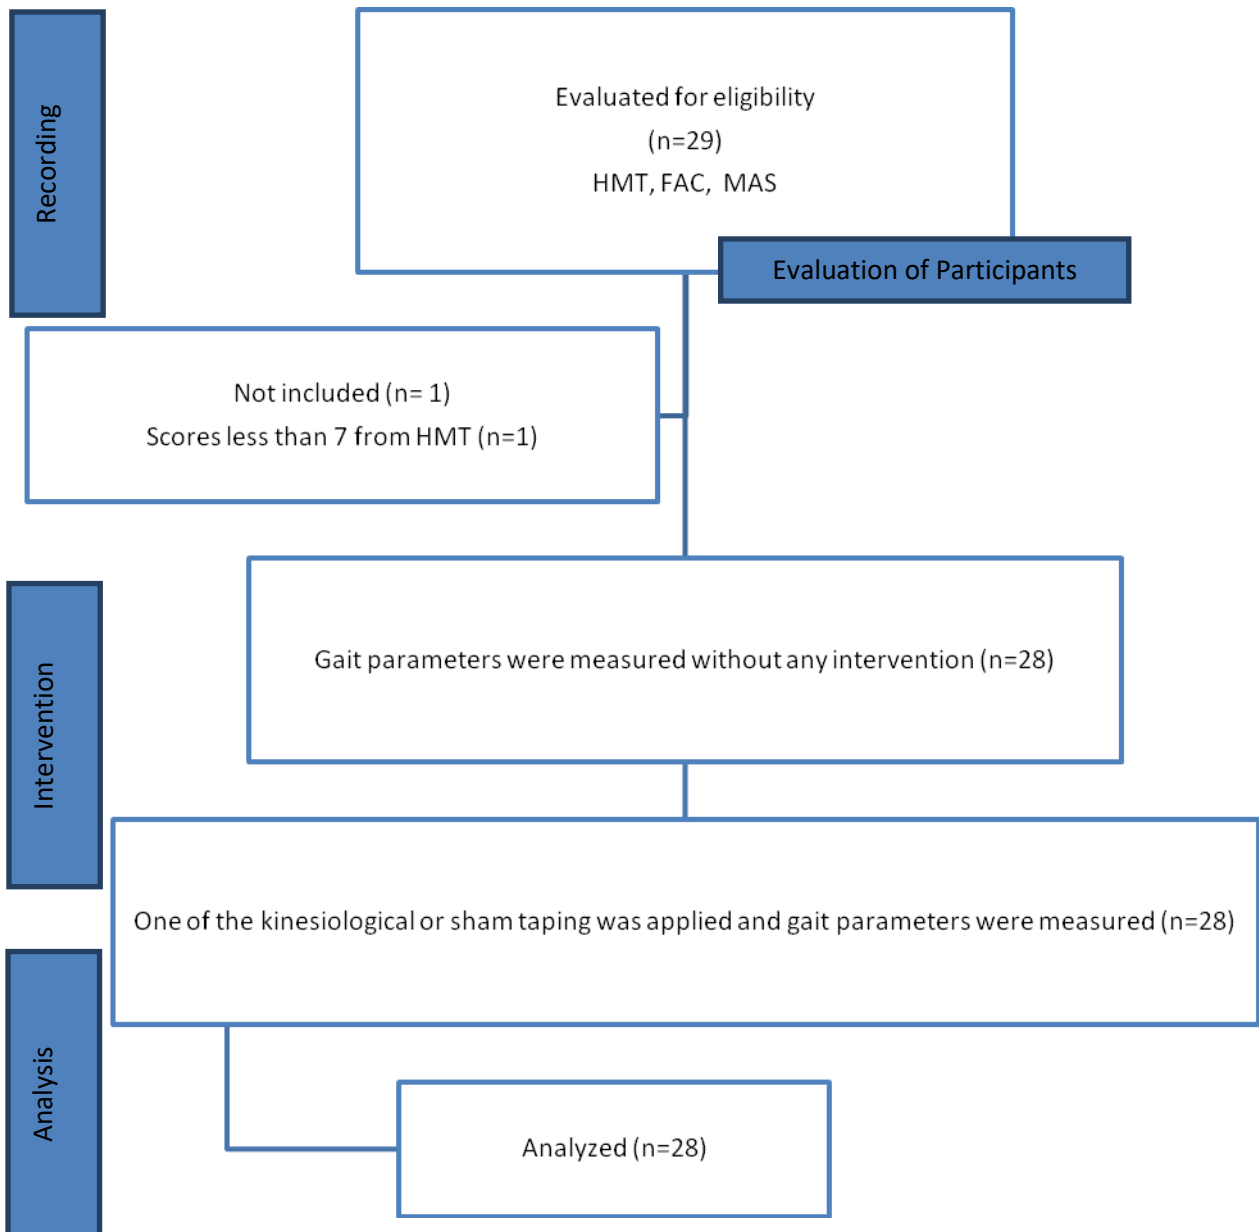 Recording
Evaluated for eligibility
(n=29)
HMT, FAC, MAS
Evaluation of Participants
Not included (n= 1)
Scores less than 7 from HMT (n=1)
Intervention
Gait parameters were measured without any intervention (n=28)
One of the kinesiological or sham taping was applied and gait parameters were measured (n=28)
Analysis
Analyzed (n=28)